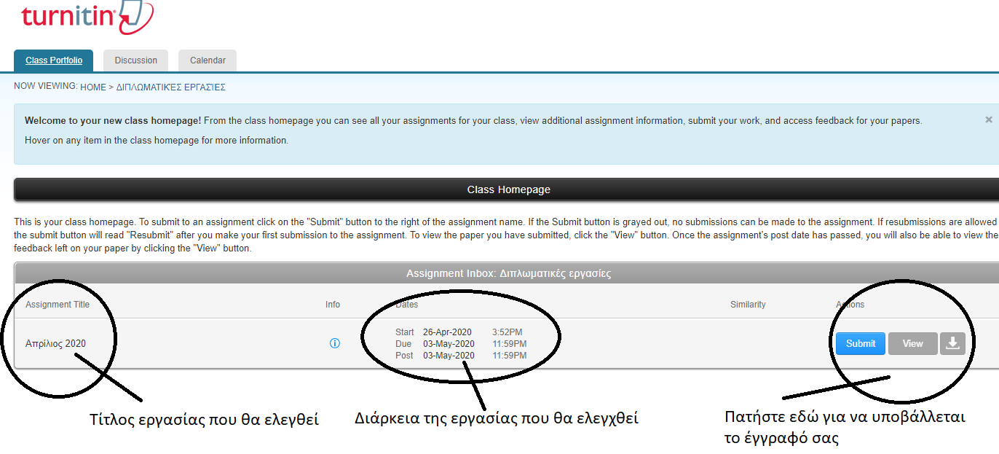 turnitin
Class Portfolio Discussion Calendar
NOW VIEWING: HOME > ΔΙΠΛΩΜΑΤΙΚΈΣ ΕΡΓΑΣΊΕΣ
Welcome to your new class homepage! From the class homepage you can see all your assignments for your class, view additional assignment information, submit your work, and access feedback for your papers.
Hover on any item in the class homepage for more information.
Class Homepage
This is your class homepage. To submit to an assignment click on the "Submit" button to the right of the assignment name. If the Submit button is grayed out, no submissions can be made to the assignment. If resubmissions are allowed
the submit button will read "Resubmit" after you make your first submission to the assignment. To view the paper you have submitted, click the "View" button. Once the assignment's post date has passed, you will also be able to view the
feedback left on your paper by clicking the "View" button.
Assignment Inbox: Διπλωματικές εργασίες
Assignment Title Info Dates Similarity Actions
Start 26-Apr-2020 3:52PM
Απρίλιος 2020 Due 03-May-2020 11:59PM Submit View
Post 03-May-2020 11:59PM
Τίτλος εργασίας που θα ελεγθεί
Διάρκεια της εργασίας που θα ελεγχθεί
Πατήστε εδώ για να υποβάλλεται
το έγγραφό σας